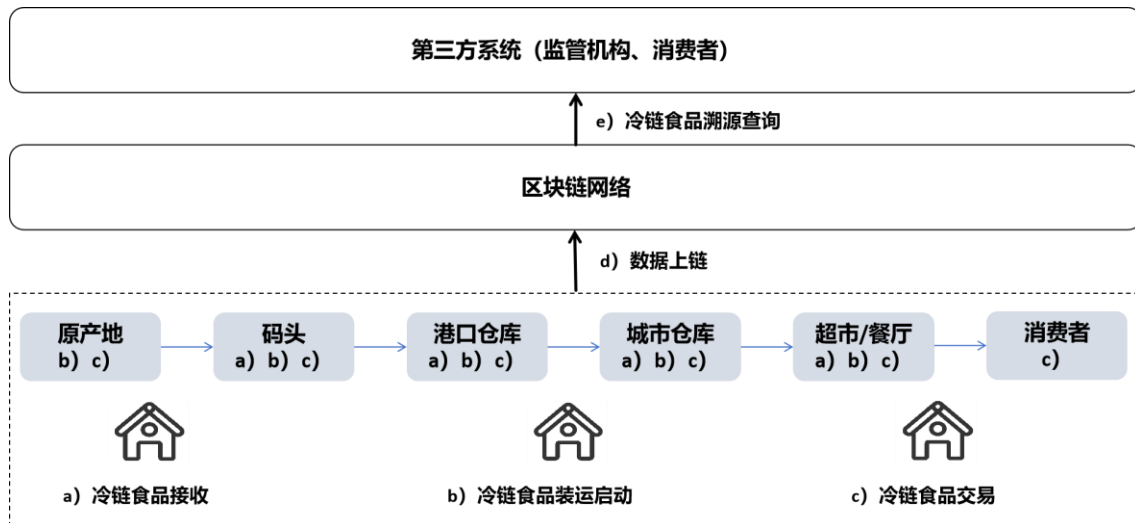 第三方系统（监管机构、消费者）
e）冷链食品溯源查询
区块链网络
d）数据上链
原产地
b）c）
码头
a）b）c）
港口仓库
a）b）c）
城市仓库
a）b）c）
超市/餐厅
a）b）c）
消费者
c）
a）冷链食品接收
b）冷链食品装运启动
c）冷链食品交易